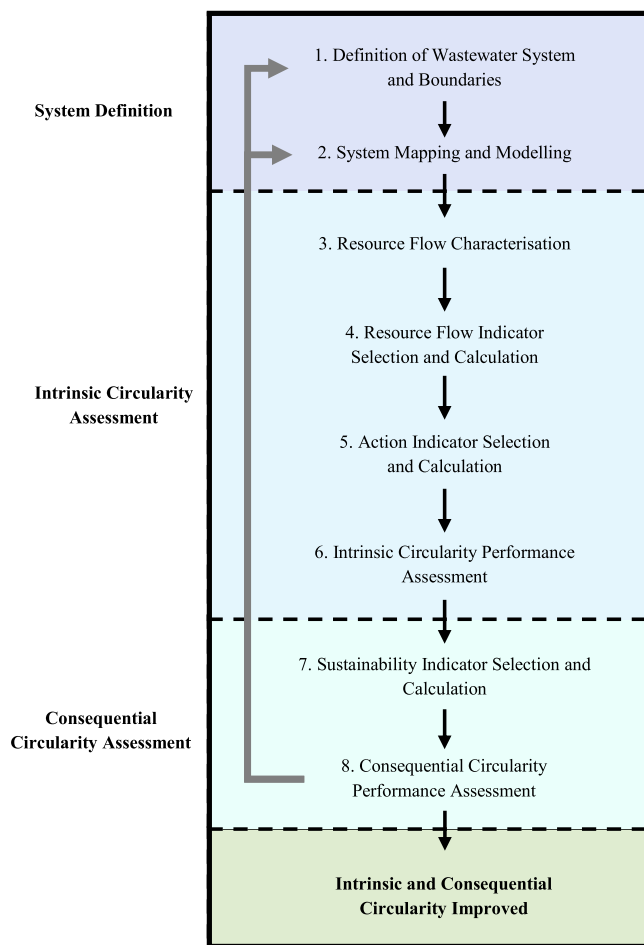 System Definition
1. Definition of Wastewater System
and Boundaries
2. System Mapping and Modelling
Intrinsic Circularity
Assessment
3. Resource Flow Characterisation
4. Resource Flow Indicator
Selection and Calculation
5. Action Indicator Selection
and Calculation
6. Intrinsic Circularity Performance
Assessment
Consequential
Circularity Assessment
7. Sustainability Indicator Selection and
Calculation
8. Consequential Circularity
Performance Assessment
Intrinsic and Consequential
Circularity Improved